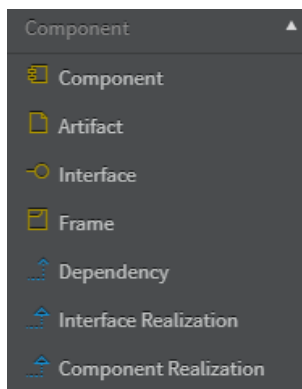 Component
Component
Artifact
Interface
Frame
Dependency
Interface Realization
Component Realization